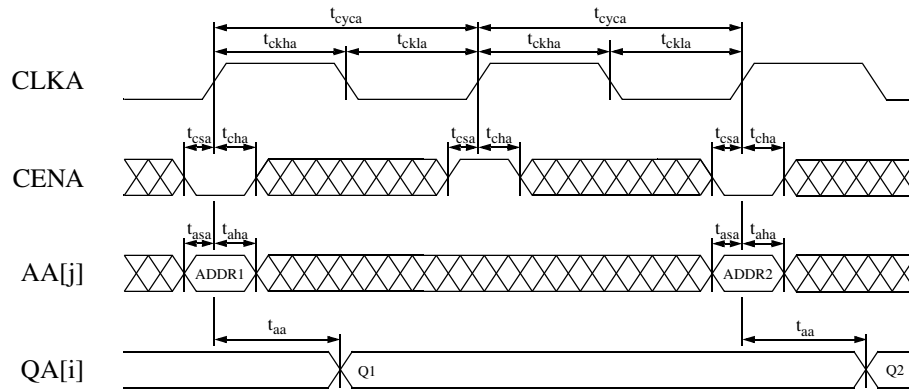 tcyca tcyca
tckha tckla tckha tckla
CLKA
tcsa tcha tcsa tcha tcsa tcha
CENA
tasa taha tasa taha
AA[j] ADDR1 ADDR2
taa taa
QA[i] Q1 Q2